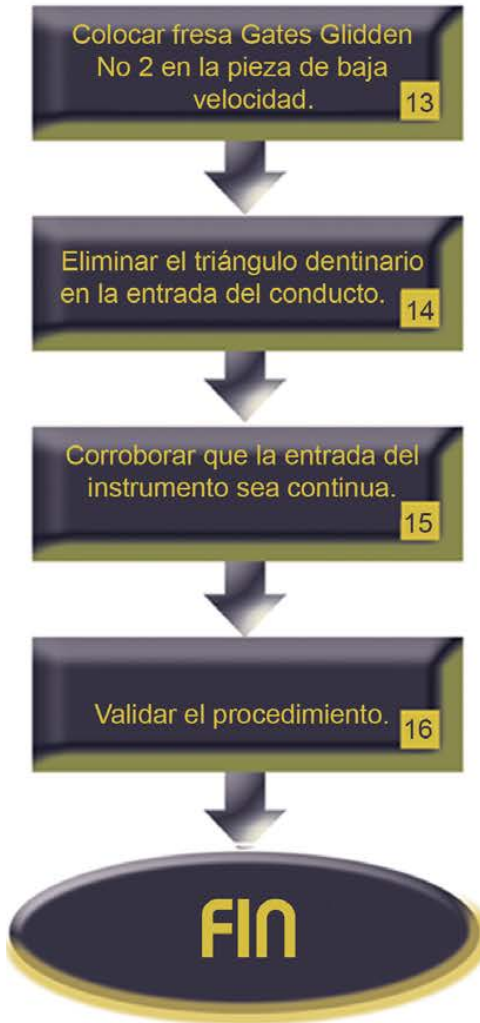 Colocar fresa Gates Glidden
No 2 en la pieza de baja
velocidad.
13
Eliminar el triángulo dentinario
en la entrada del conducto.
14
Corroborar que la entrada del
instrumento sea continua.
15
Validar el procedimiento.
16
FIN